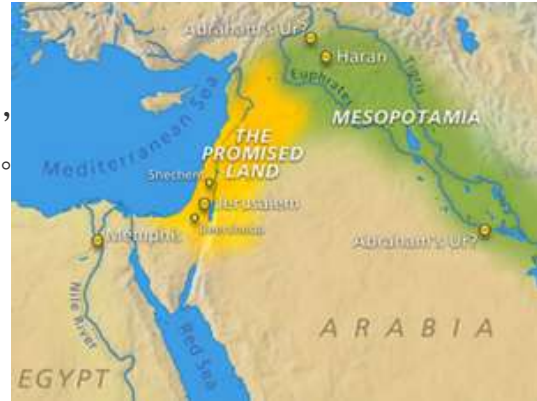 Abraham's Ur?
Haran
Tigris
Euphrates
MESOPOTAMIA
Mediterranean Sea
THE
PROMISED
LAND
Shechem
Jerusalem
Beersheba
Memphis
Abraham's Ur?
Nile River
Red Sea
ARABIA
EGYPT
,
。